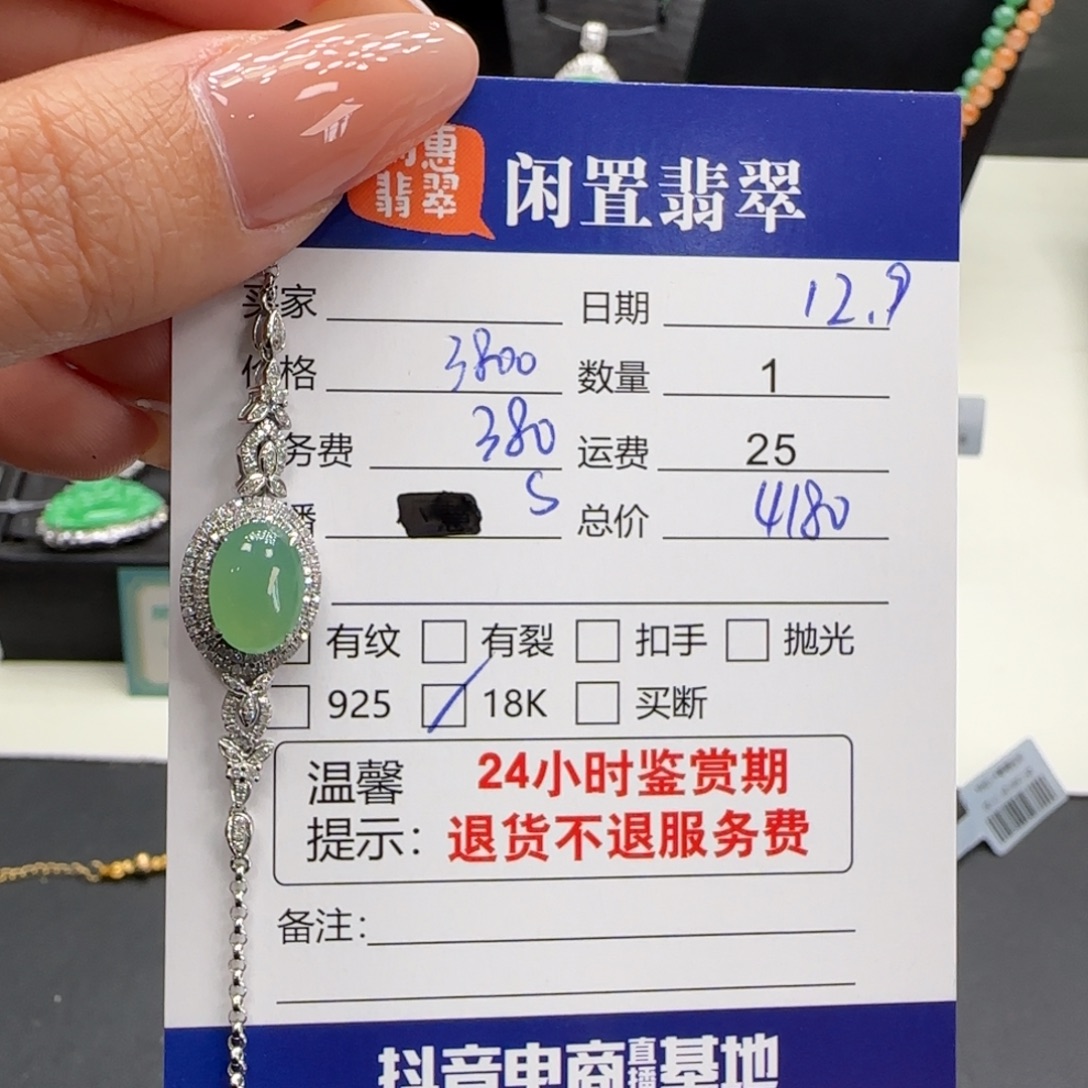 惠
翡翠
闲置翡翠
买家 日期 12.9
价格 3800 数量 1
务费 380 运费 25
播 S 总价 4180
有纹 有裂 扣手 抛光
925 18K 买断
温馨 24小时鉴赏期
提示: 退货不退服务费
备注:
抖音电商直播基地